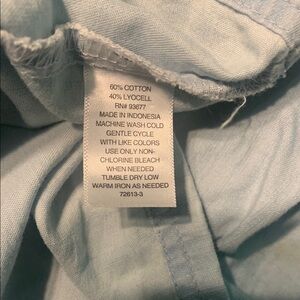 60% COTTON
40% LYOCELL
RN# 93677
MADE IN INDONESIA
MACHINE WASH COLD
GENTLE CYCLE
WITH LIKE COLORS
USE ONLY NON-
CHLORINE BLEACH
WHEN NEEDED
TUMBLE DRY LOW
WARM IRON AS NEEDED
72613-3